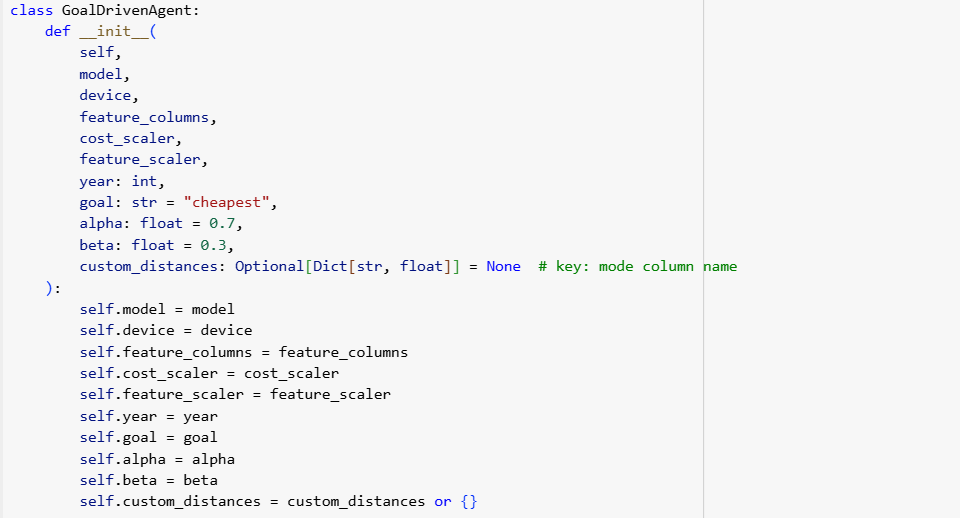 class GoalDrivenAgent:
    def __init__(
        self,
        model,
        device,
        feature_columns,
        cost_scaler,
        feature_scaler,
        year: int,
        goal: str = "cheapest",
        alpha: float = 0.7,
        beta: float = 0.3,
        custom_distances: Optional[Dict[str, float]] = None  # key: mode column name
    ):
        self.model = model
        self.device = device
        self.feature_columns = feature_columns
        self.cost_scaler = cost_scaler
        self.feature_scaler = feature_scaler
        self.year = year
        self.goal = goal
        self.alpha = alpha
        self.beta = beta
        self.custom_distances = custom_distances or {}